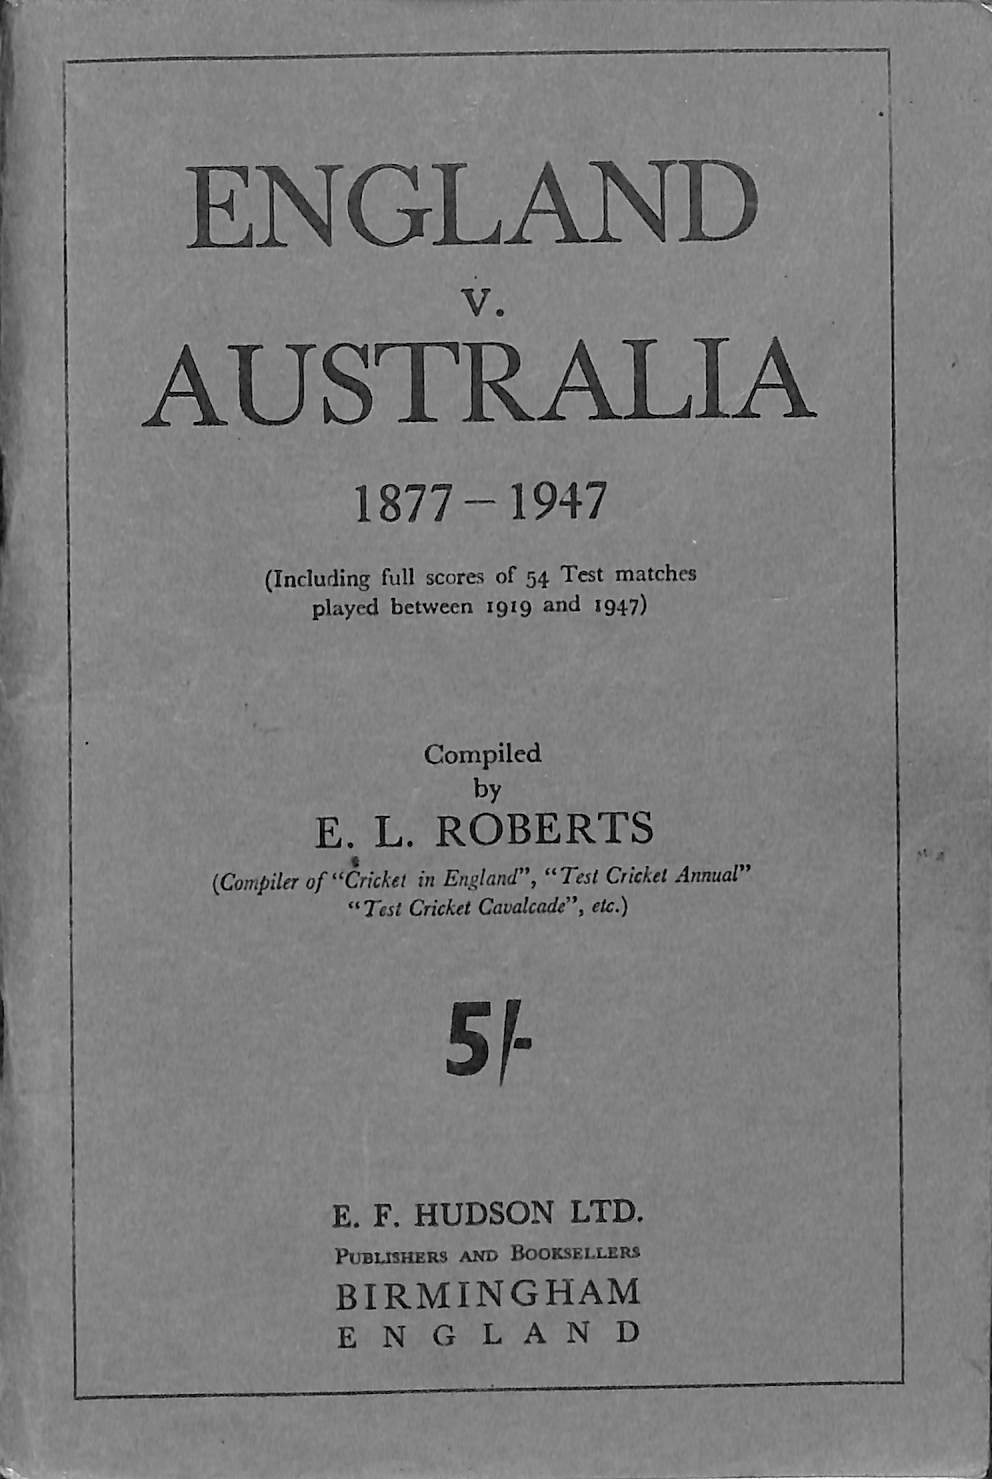 ENGLAND
v.
AUSTRALIA
1877 – 1947
(Including full scores of 54 Test matches
played between 1919 and 1947)
Compiled
by
E. L. ROBERTS
(Compiler of “Cricket in England”, “Test Cricket Annual”
“Test Cricket Cavalcade”, etc.)
5/-
E. F. HUDSON LTD.
PUBLISHERS AND BOOKSELLERS
BIRMINGHAM
ENGLAND